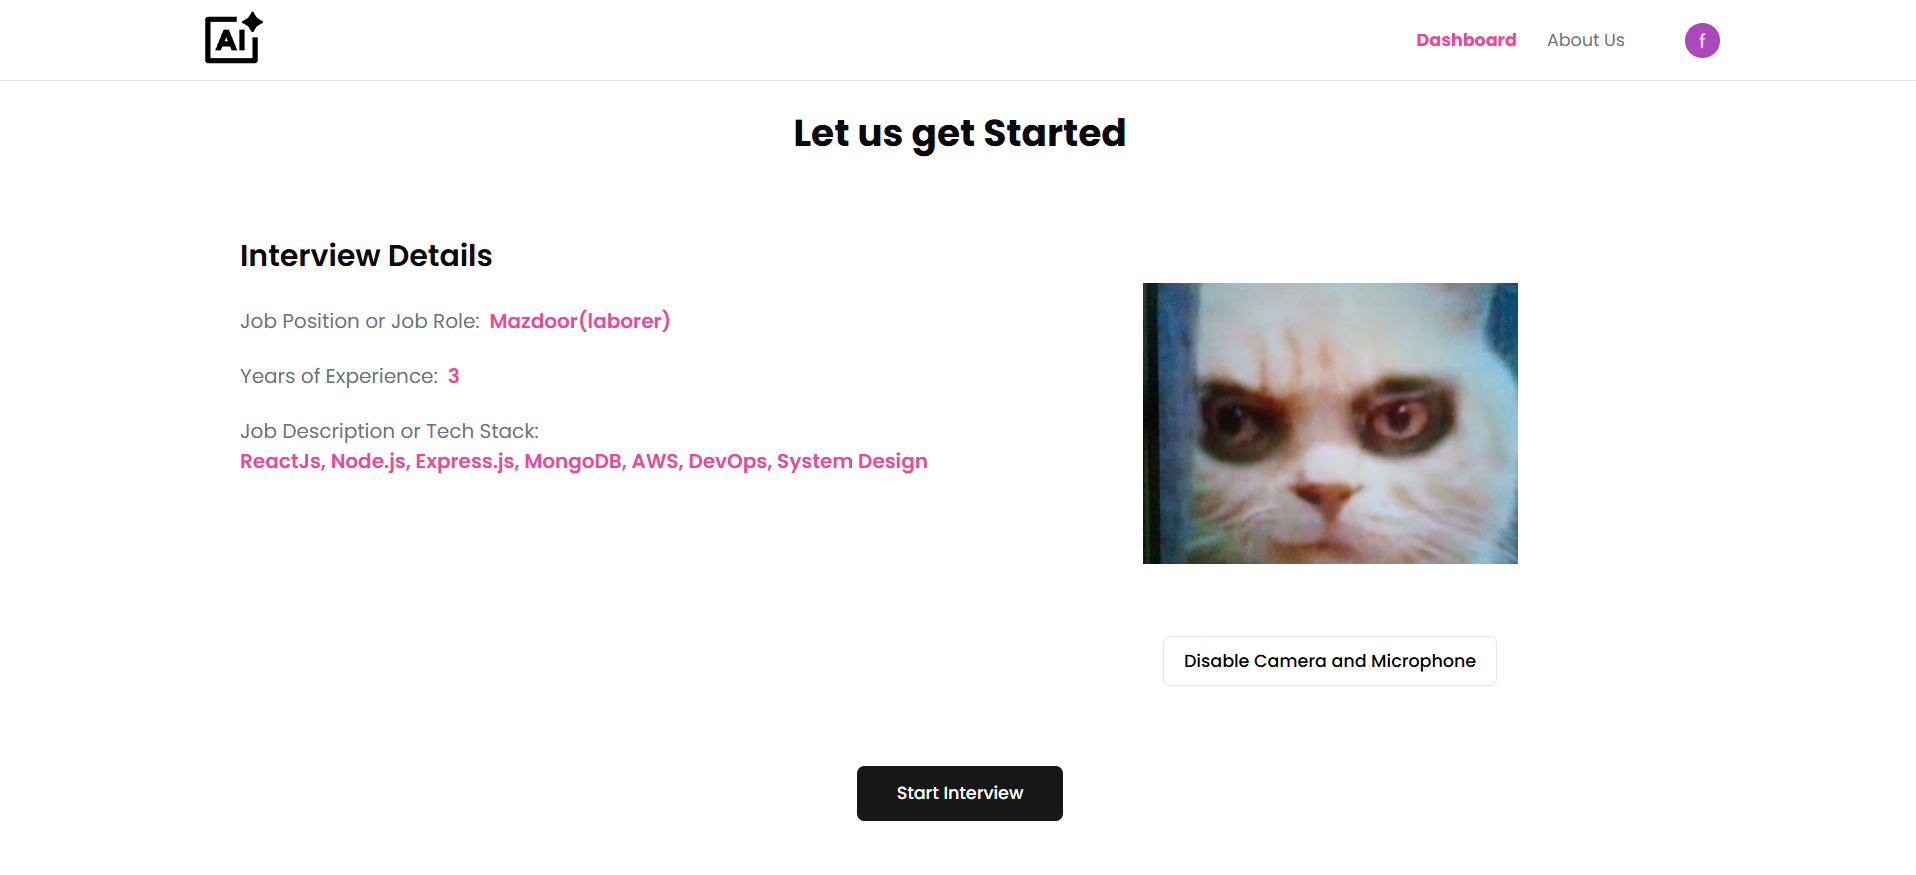 AI
Dashboard About Us f
Let us get Started
Interview Details
Job Position or Job Role: Mazdoor(laborer)
Years of Experience: 3
Job Description or Tech Stack:
ReactJs, Node.js, Express.js, MongoDB, AWS, DevOps, System Design
Disable Camera and Microphone
Start Interview